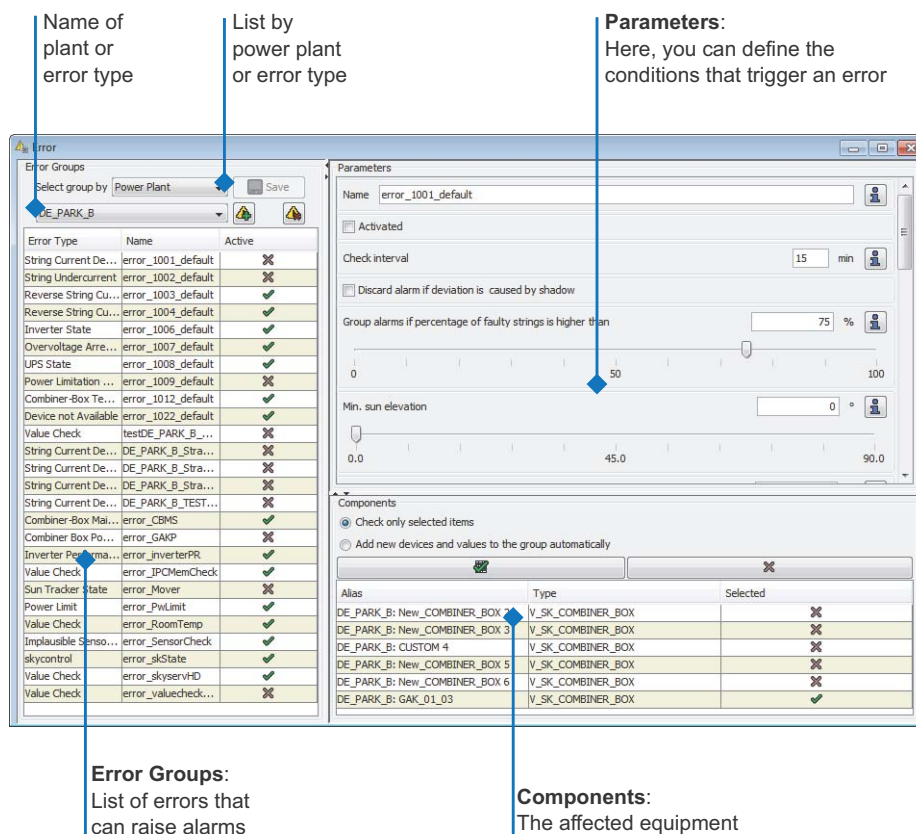 Name of
plant or
error type
List by
power plant
or error type
Parameters:
Here, you can define the
conditions that trigger an error
Error
Error Groups
Select group by Power Plant Save
DE_PARK_B
Error Type Name Active
String Current De... error_1001_default
String Undercurrent error_1002_default
Reverse String Cu... error_1003_default
Reverse String Cu... error_1004_default
Inverter State error_1006_default
Overvoltage Arre... error_1007_default
UPS State error_1008_default
Power Limitation ... error_1009_default
Combiner-Box Te... error_1012_default
Device not Available error_1022_default
Value Check testDE_PARK_B_...
String Current De... DE_PARK_B_Stra...
String Current De... DE_PARK_B_Stra...
String Current De... DE_PARK_B_Stra...
String Current De... DE_PARK_B_TEST...
Combiner-Box Mai... error_CBMS
Combiner Box Po... error_GAKP
Inverter Performa... error_inverterPR
Value Check error_IPCMemCheck
Sun Tracker State error_Mover
Power Limit error_PwLimit
Value Check error_RoomTemp
Implausible Senso... error_SensorCheck
skycontrol error_skState
Value Check error_skyservHD
Value Check error_valuecheck...
Parameters
Name error_1001_default
Activated
Check interval 15 min
Discard alarm if deviation is caused by shadow
Group alarms if percentage of faulty strings is higher than 75 %
0 50 100
Min. sun elevation 0 °
0.0 45.0 90.0
Components
Check only selected items
Add new devices and values to the group automatically
Alias Type Selected
DE_PARK_B: New_COMBINER_BOX 2 V_SK_COMBINER_BOX
DE_PARK_B: New_COMBINER_BOX 3 V_SK_COMBINER_BOX
DE_PARK_B: CUSTOM 4 V_SK_COMBINER_BOX
DE_PARK_B: New_COMBINER_BOX 5 V_SK_COMBINER_BOX
DE_PARK_B: New_COMBINER_BOX 6 V_SK_COMBINER_BOX
DE_PARK_B: GAK_01_03 V_SK_COMBINER_BOX
Error Groups:
List of errors that
can raise alarms
Components:
The affected equipment